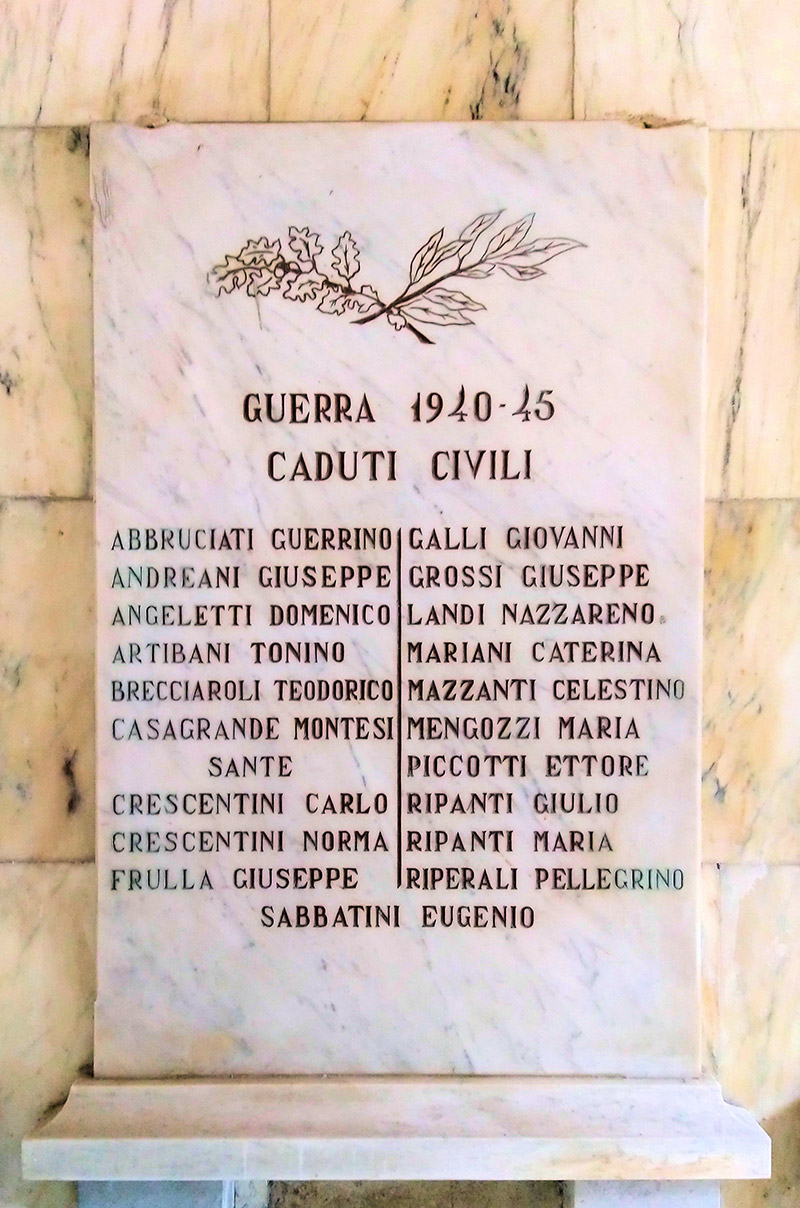 GUERRA 1940-45
CADUTI CIVILI
ABBRUCIATI GUERRINO
ANDREANI GIUSEPPE
ANGELETTI DOMENICO
ARTIBANI TONINO
BRECCIAROLI TEODORICO
CASAGRANDE MONTESI
SANTE
CRESCENTINI CARLO
CRESCENTINI NORMA
FRULLA GIUSEPPE
GALLI GIOVANNI
GROSSI GIUSEPPE
LANDI NAZZARENO
MARIANI CATERINA
MAZZANTI CELESTINO
MENGOZZI MARIA
PICCOTTI ETTORE
RIPANTI GIULIO
RIPANTI MARIA
RIPERALI PELLEGRINO
SABBATINI EUGENIO